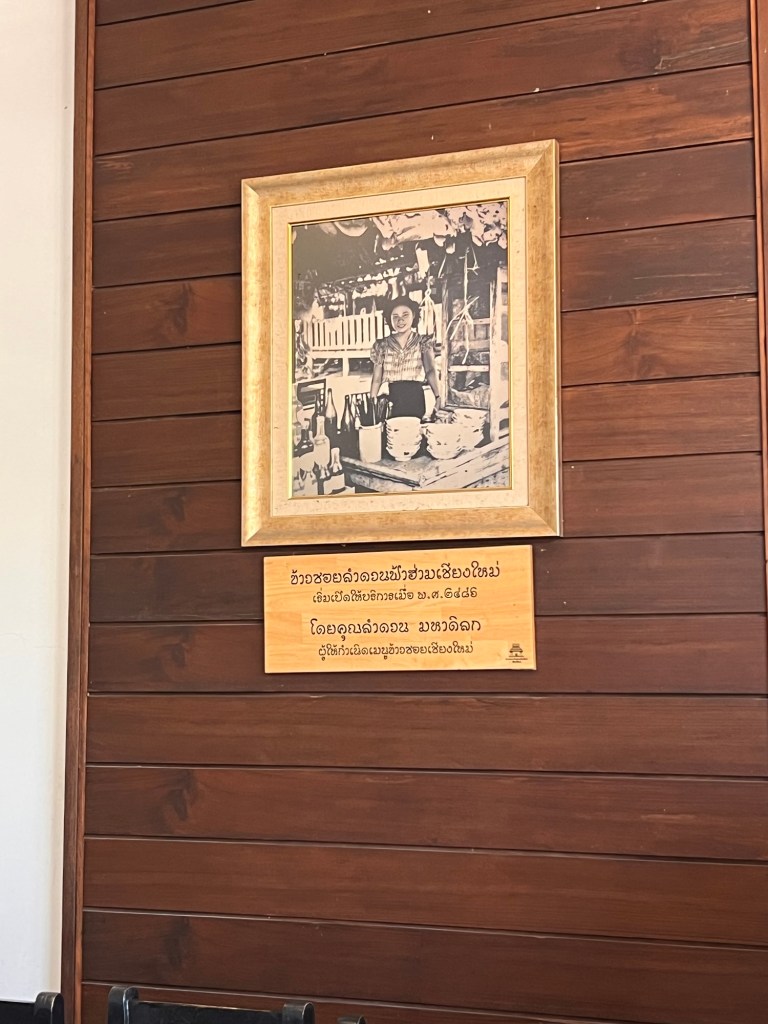 ข้าวซอยลำดวนฟ้าฮ่ามเชียงใหม่
เริ่มเปิดให้บริการเมื่อ พ.ศ.๒๔๘๖
โดยคุณลำดวน มหาดิลก
ผู้ให้กำเนิดเมนูข้าวซอยเชียงใหม่